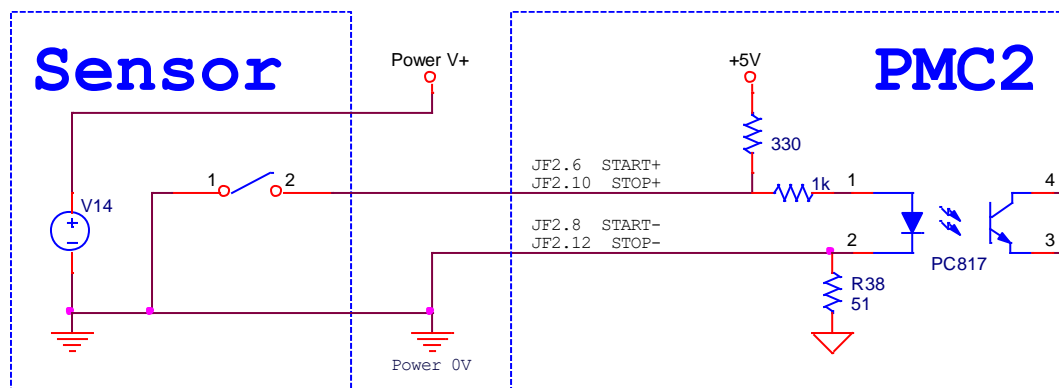 Sensor
Power V+
+5V
PMC2
330
JF2.6 START+
JF2.10 STOP+
1 2
1k
1
4
V14
+
−
JF2.8 START-
JF2.12 STOP-
2
3
PC817
R38
51
Power 0V